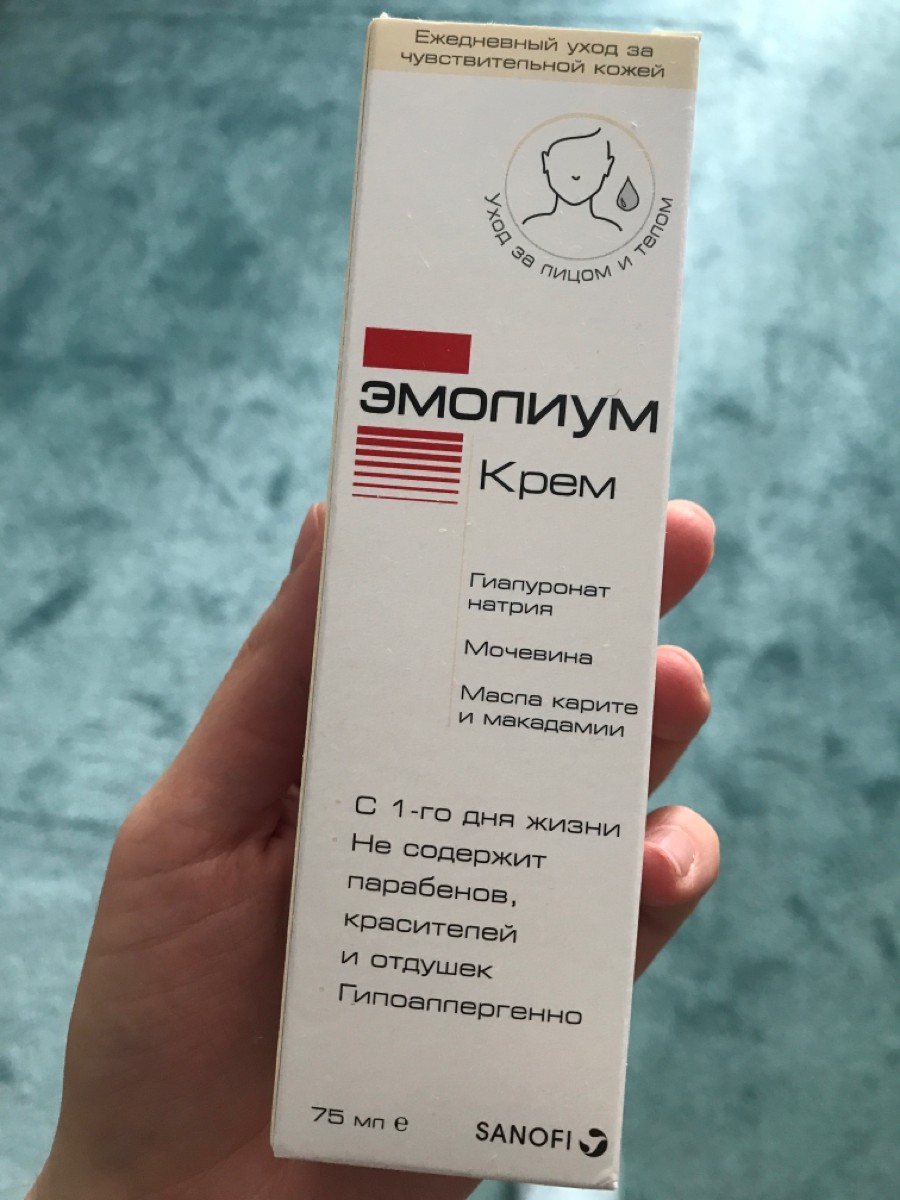 Ежедневный уход за
чувствительной кожей
Уход за лицом и телом
эмолиум
Крем
Гиалуронат
натрия
Мочевина
Масла карите
и макадамии
С 1-го дня жизни
Не содержит
парабенов,
красителей
и отдушек
Гипоаллергенно
75 мл e
SANOFI